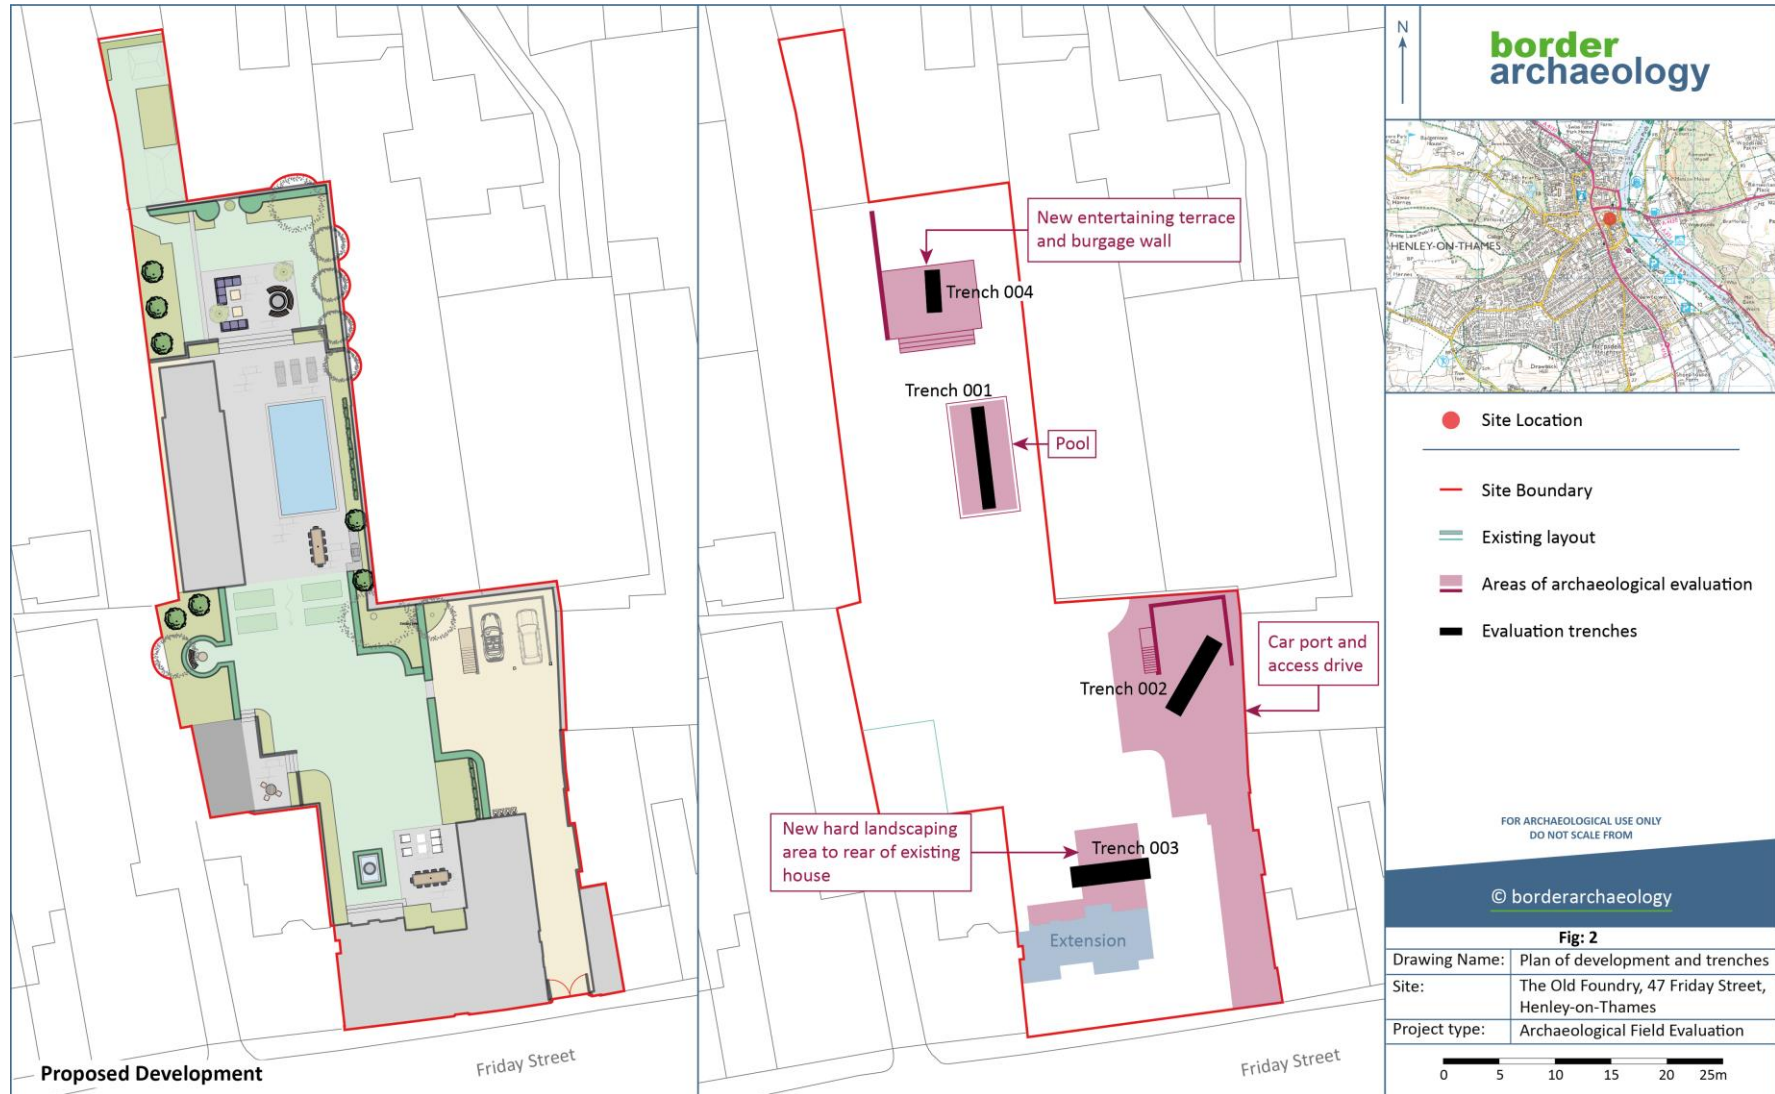 Proposed Development
Friday Street
New entertaining terrace
and burgage wall
Trench 004
Trench 001
Pool
Car port and
access drive
Trench 002
New hard landscaping
area to rear of existing
house
Trench 003
Extension
Friday Street
N
border
archaeology
HENLEY-ON-THAMES
Site Location
Site Boundary
Existing layout
Areas of archaeological evaluation
Evaluation trenches
FOR ARCHAEOLOGICAL USE ONLY
DO NOT SCALE FROM
© borderarchaeology
Fig: 2
Drawing Name: Plan of development and trenches
Site: The Old Foundry, 47 Friday Street,
Henley-on-Thames
Project type: Archaeological Field Evaluation
0 5 10 15 20 25m